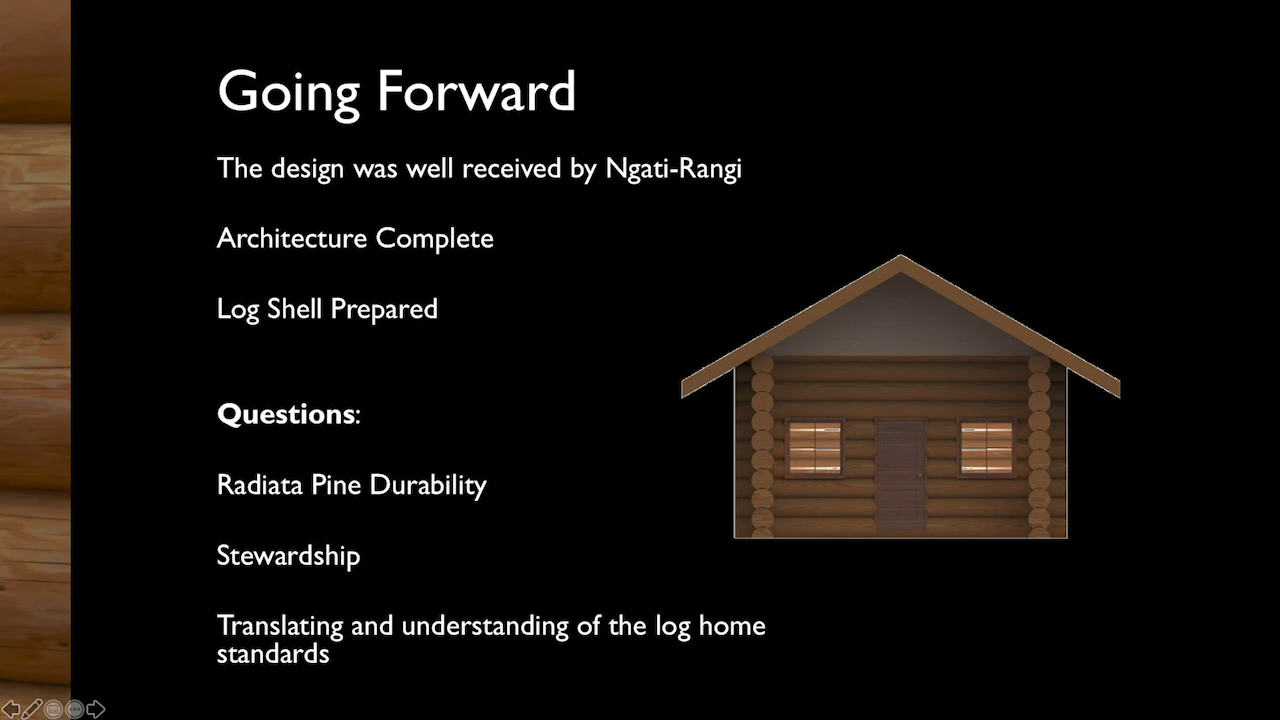 Going Forward
The design was well received by Ngati-Rangi
Architecture Complete
Log Shell Prepared
Questions:
Radiata Pine Durability
Stewardship
Translating and understanding of the log home
standards